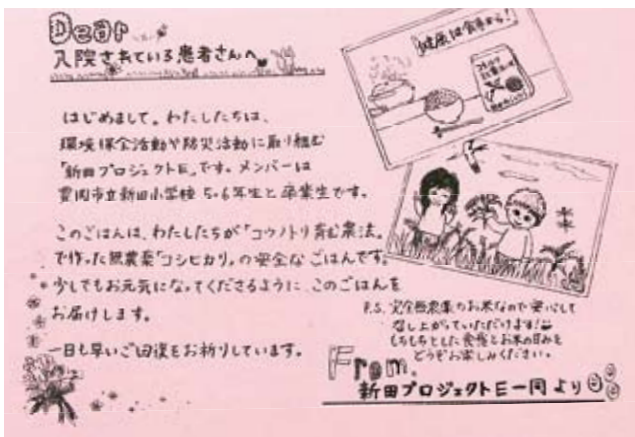 Dear
入院されている患者さんへ
はじめまして。わたしたちは、
環境保全活動や防災活動に取り組む
「新田プロジェクトE」です。メンバーは
豊岡市立新田小学校 5・6年生と卒業生です。
このごはんは、わたしたちが「コウノトリ育む農法」
で作った無農薬「コシヒカリ」の安全なごはんです。
少しでもお元気になってくださるように、このごはんを
お届けします。
一日も早いご回復をお祈りしています。
健康は食事から!
P.S. 完全無農薬のお米なので安心して
召し上がっていただけます!
もちもちとした食感とお米の甘みを
どうぞお楽しみください。
From.
新田プロジェクトE一同より